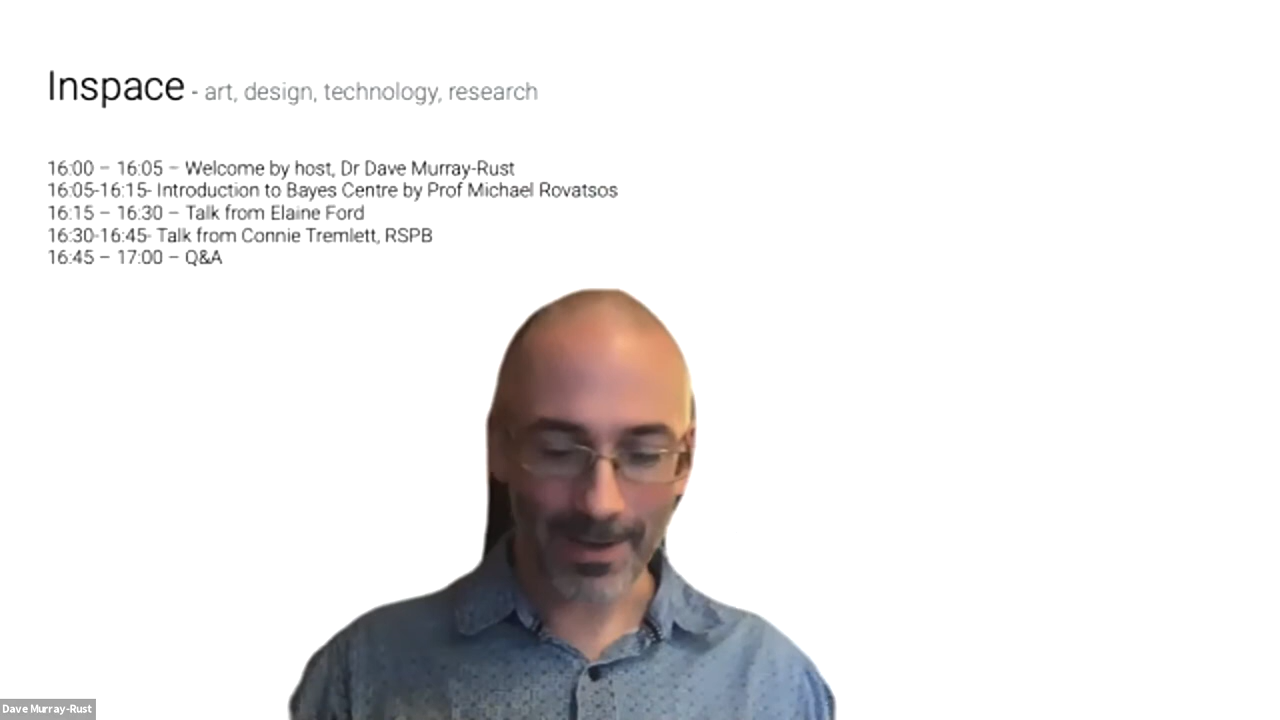 Inspace - art, design, technology, research
16:00 – 16:05 – Welcome by host, Dr Dave Murray-Rust
16:05-16:15- Introduction to Bayes Centre by Prof Michael Rovatsos
16:15 – 16:30 – Talk from Elaine Ford
16:30-16:45- Talk from Connie Tremlett, RSPB
16:45 – 17:00 – Q&A
Dave Murray-Rust